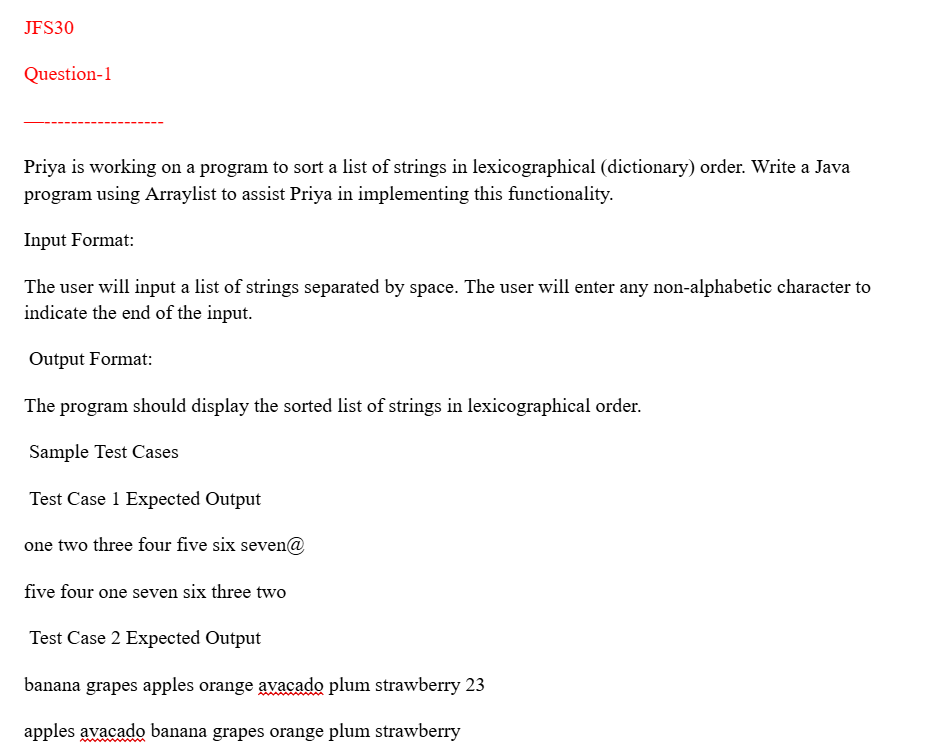 JFS30
Question-1
—------------------
Priya is working on a program to sort a list of strings in lexicographical (dictionary) order. Write a Java
program using Arraylist to assist Priya in implementing this functionality.
Input Format:
The user will input a list of strings separated by space. The user will enter any non-alphabetic character to
indicate the end of the input.
Output Format:
The program should display the sorted list of strings in lexicographical order.
Sample Test Cases
Test Case 1 Expected Output
one two three four five six seven@
five four one seven six three two
Test Case 2 Expected Output
banana grapes apples orange avacado plum strawberry 23
apples avacado banana grapes orange plum strawberry